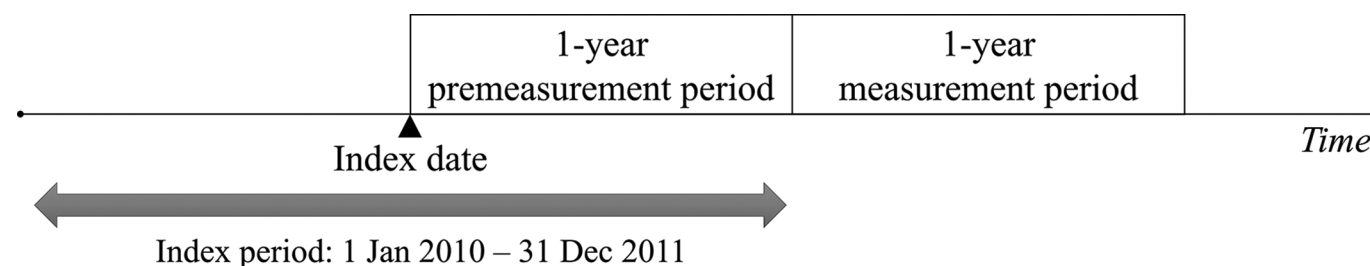 1-year
premeasurement period
1-year
measurement period
Time
Index date
Index period: 1 Jan 2010 – 31 Dec 2011